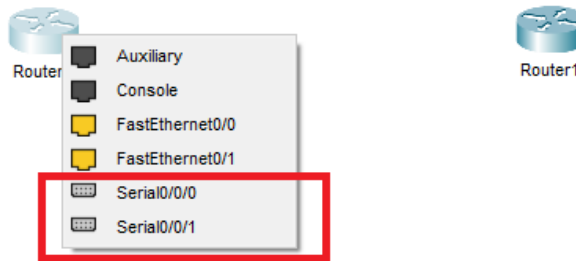 Router
Auxiliary
Console
FastEthernet0/0
FastEthernet0/1
Serial0/0/0
Serial0/0/1
Router1